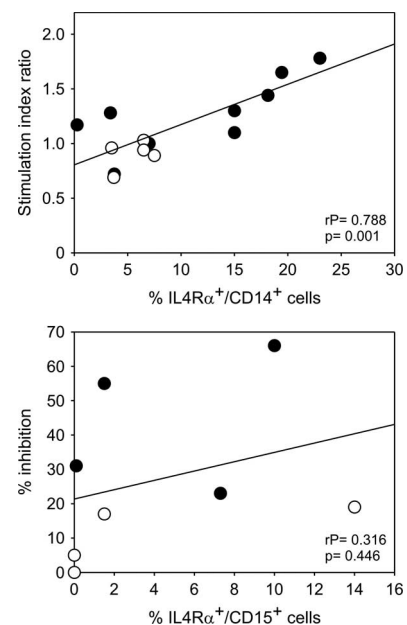 Stimulation index ratio
2.0
1.5
1.0
0.5
0
rP= 0.788
p= 0.001
0 5 10 15 20 25 30
% IL4Rα⁺/CD14⁺ cells
% inhibition
70
60
50
40
30
20
10
0
rP= 0.316
p= 0.446
0 2 4 6 8 10 12 14 16
% IL4Rα⁺/CD15⁺ cells